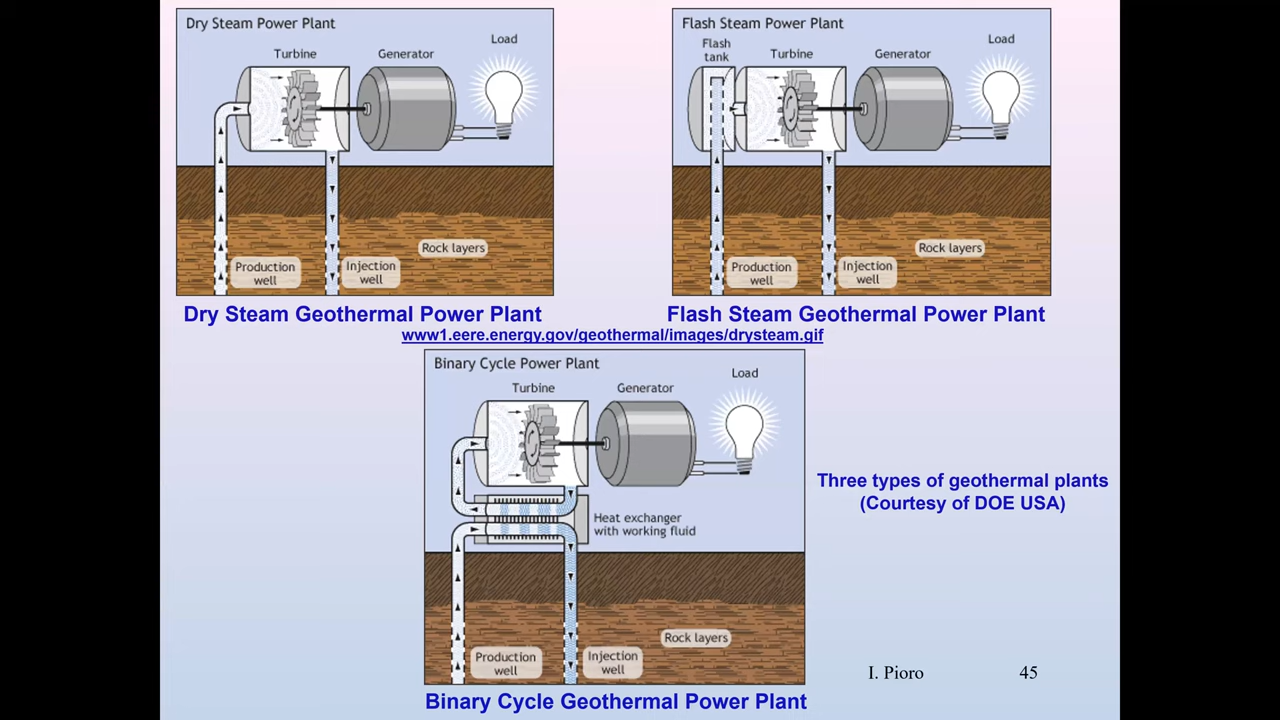 Dry Steam Power Plant
Turbine
Generator
Load
Rock layers
Production
well
Injection
well
Dry Steam Geothermal Power Plant
Flash Steam Power Plant
Flash
tank
Turbine
Generator
Load
Rock layers
Production
well
Injection
well
Flash Steam Geothermal Power Plant
www1.eere.energy.gov/geothermal/images/drysteam.gif
Binary Cycle Power Plant
Turbine
Generator
Load
Heat exchanger
with working fluid
Rock layers
Production
well
Injection
well
Binary Cycle Geothermal Power Plant
Three types of geothermal plants
(Courtesy of DOE USA)
I. Pioro
45